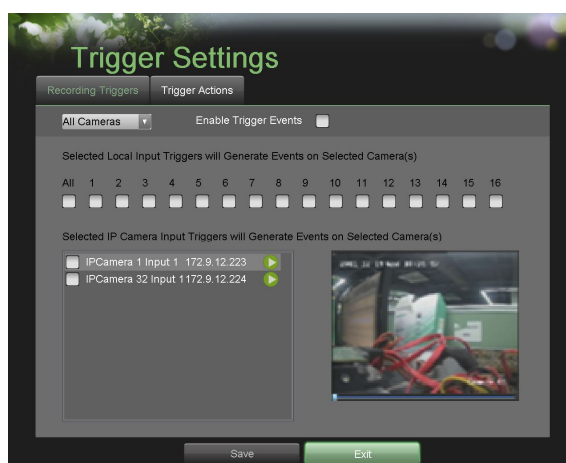 Trigger Settings
Recording Triggers Trigger Actions
All Cameras Enable Trigger Events
Selected Local Input Triggers will Generate Events on Selected Camera(s)
All 1 2 3 4 5 6 7 8 9 10 11 12 13 14 15 16
Selected IP Camera Input Triggers will Generate Events on Selected Camera(s)
IPCamera 1 Input 1 172.9.12.223
IPCamera 32 Input 1 172.9.12.224
Save Exit